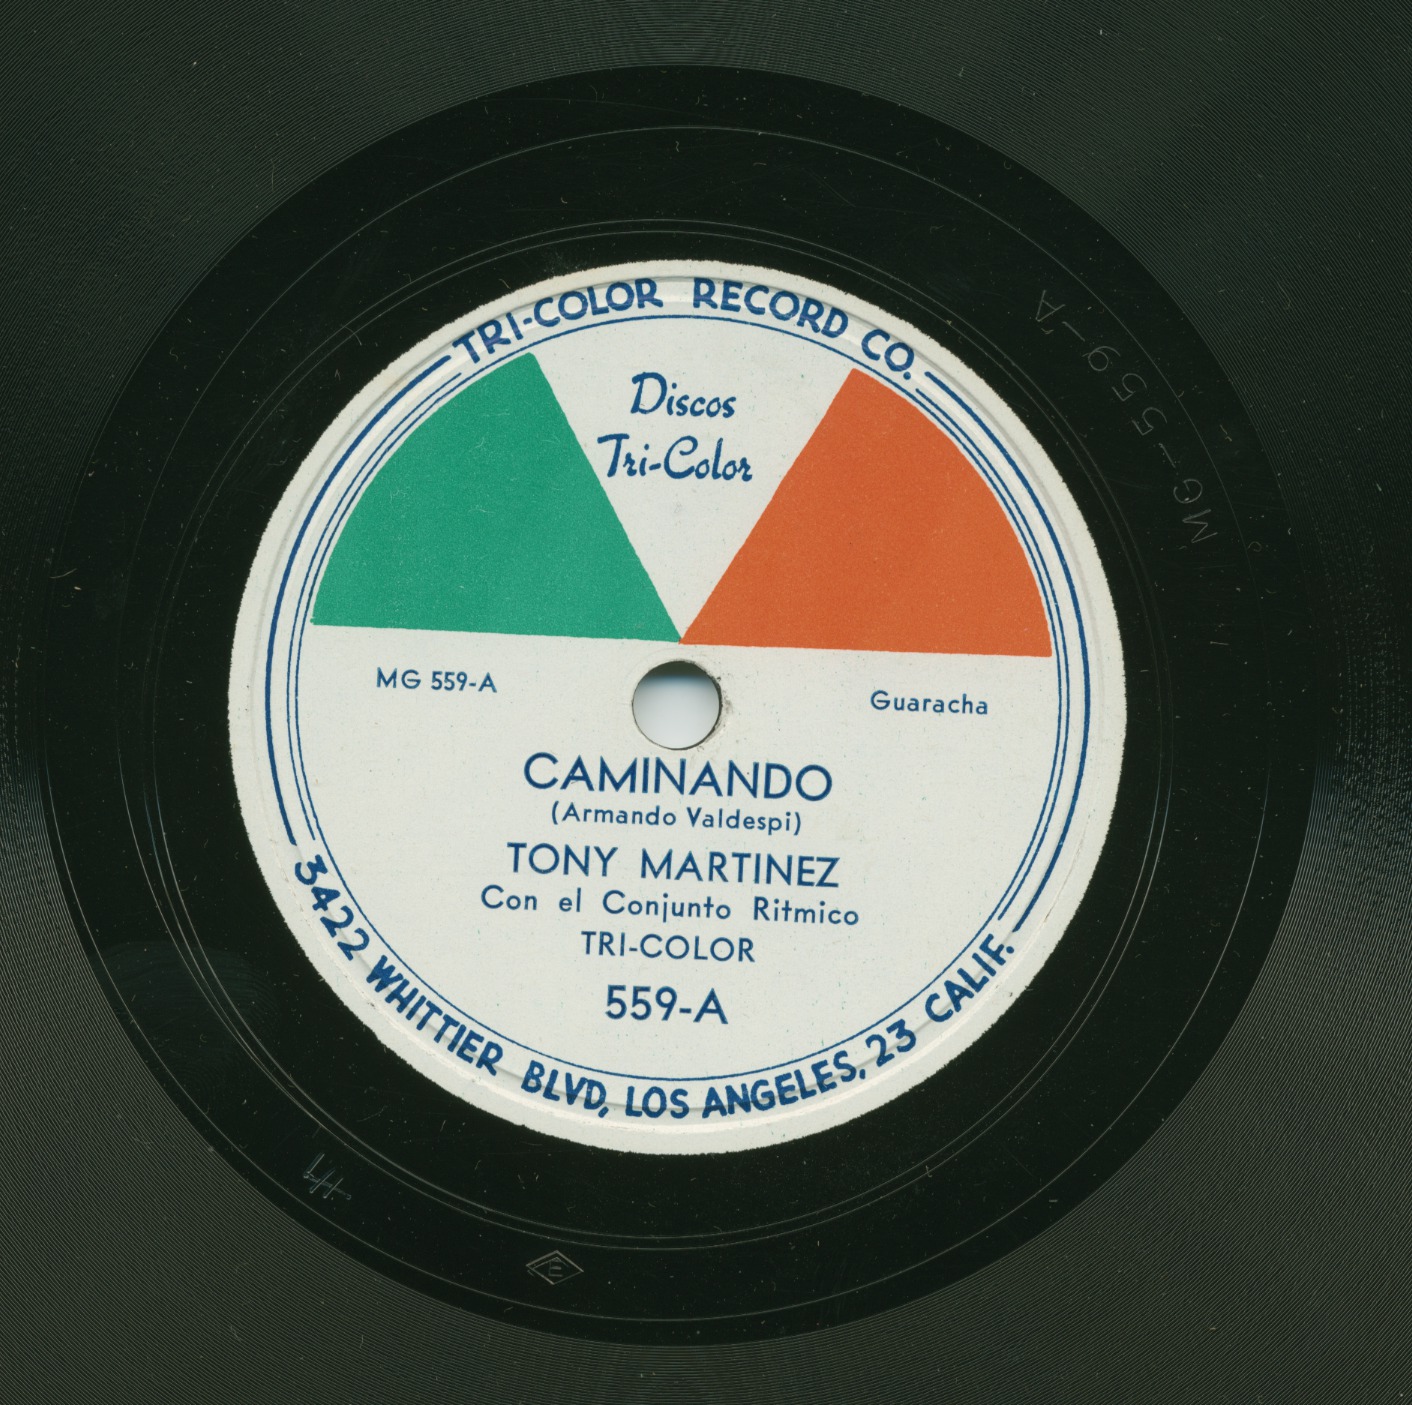 TRI-COLOR RECORD CO.
Discos
Tri-Color
MG 559-A
Guaracha
CAMINANDO
(Armando Valdespi)
TONY MARTINEZ
Con el Conjunto Ritmico
TRI-COLOR
559-A
3422 WHITTIER BLVD, LOS ANGELES, 23 CALIF.
MG-559-A
E